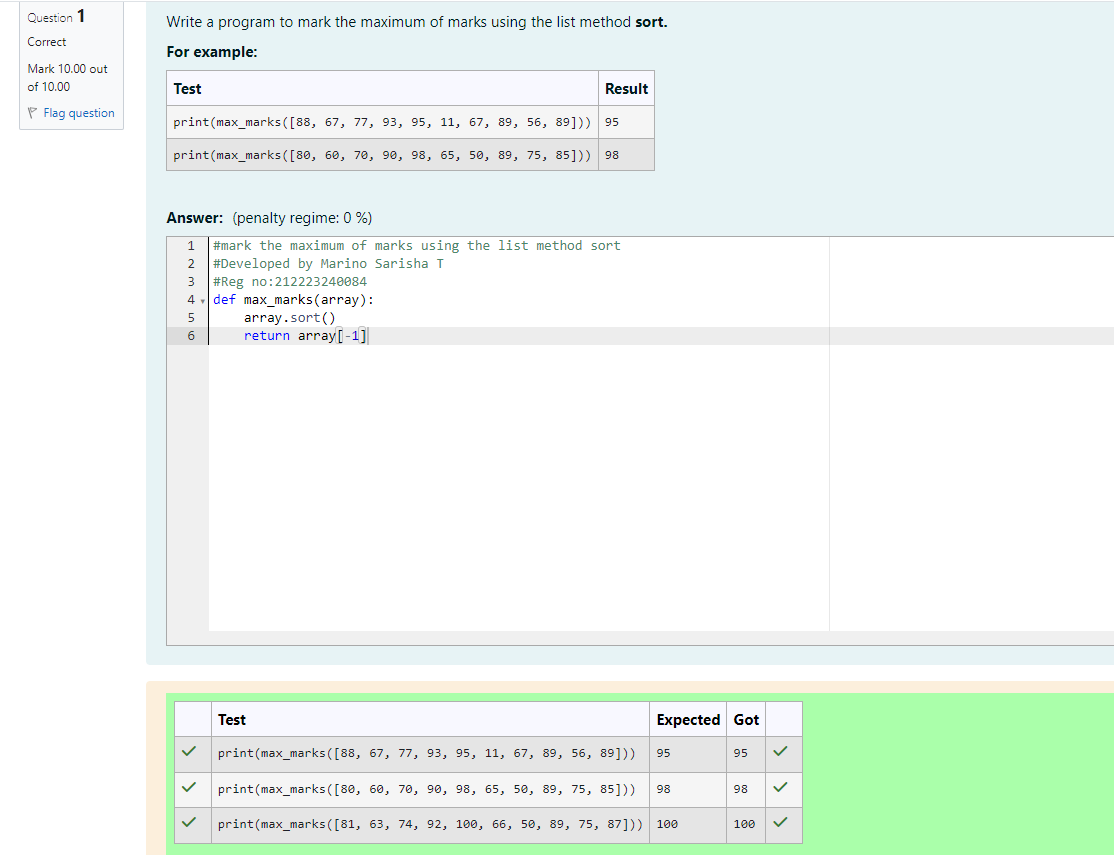 Question 1
Correct
Mark 10.00 out
of 10.00
Flag question
Write a program to mark the maximum of marks using the list method sort.
For example:
Test Result
print(max_marks([88, 67, 77, 93, 95, 11, 67, 89, 56, 89])) 95
print(max_marks([80, 60, 70, 90, 98, 65, 50, 89, 75, 85])) 98
Answer: (penalty regime: 0 %)
1 #mark the maximum of marks using the list method sort
2 #Developed by Marino Sarisha T
3 #Reg no:212223240084
4 def max_marks(array):
5 array.sort()
6 return array[-1]
Test Expected Got
print(max_marks([88, 67, 77, 93, 95, 11, 67, 89, 56, 89])) 95 95
print(max_marks([80, 60, 70, 90, 98, 65, 50, 89, 75, 85])) 98 98
print(max_marks([81, 63, 74, 92, 100, 66, 50, 89, 75, 87])) 100 100